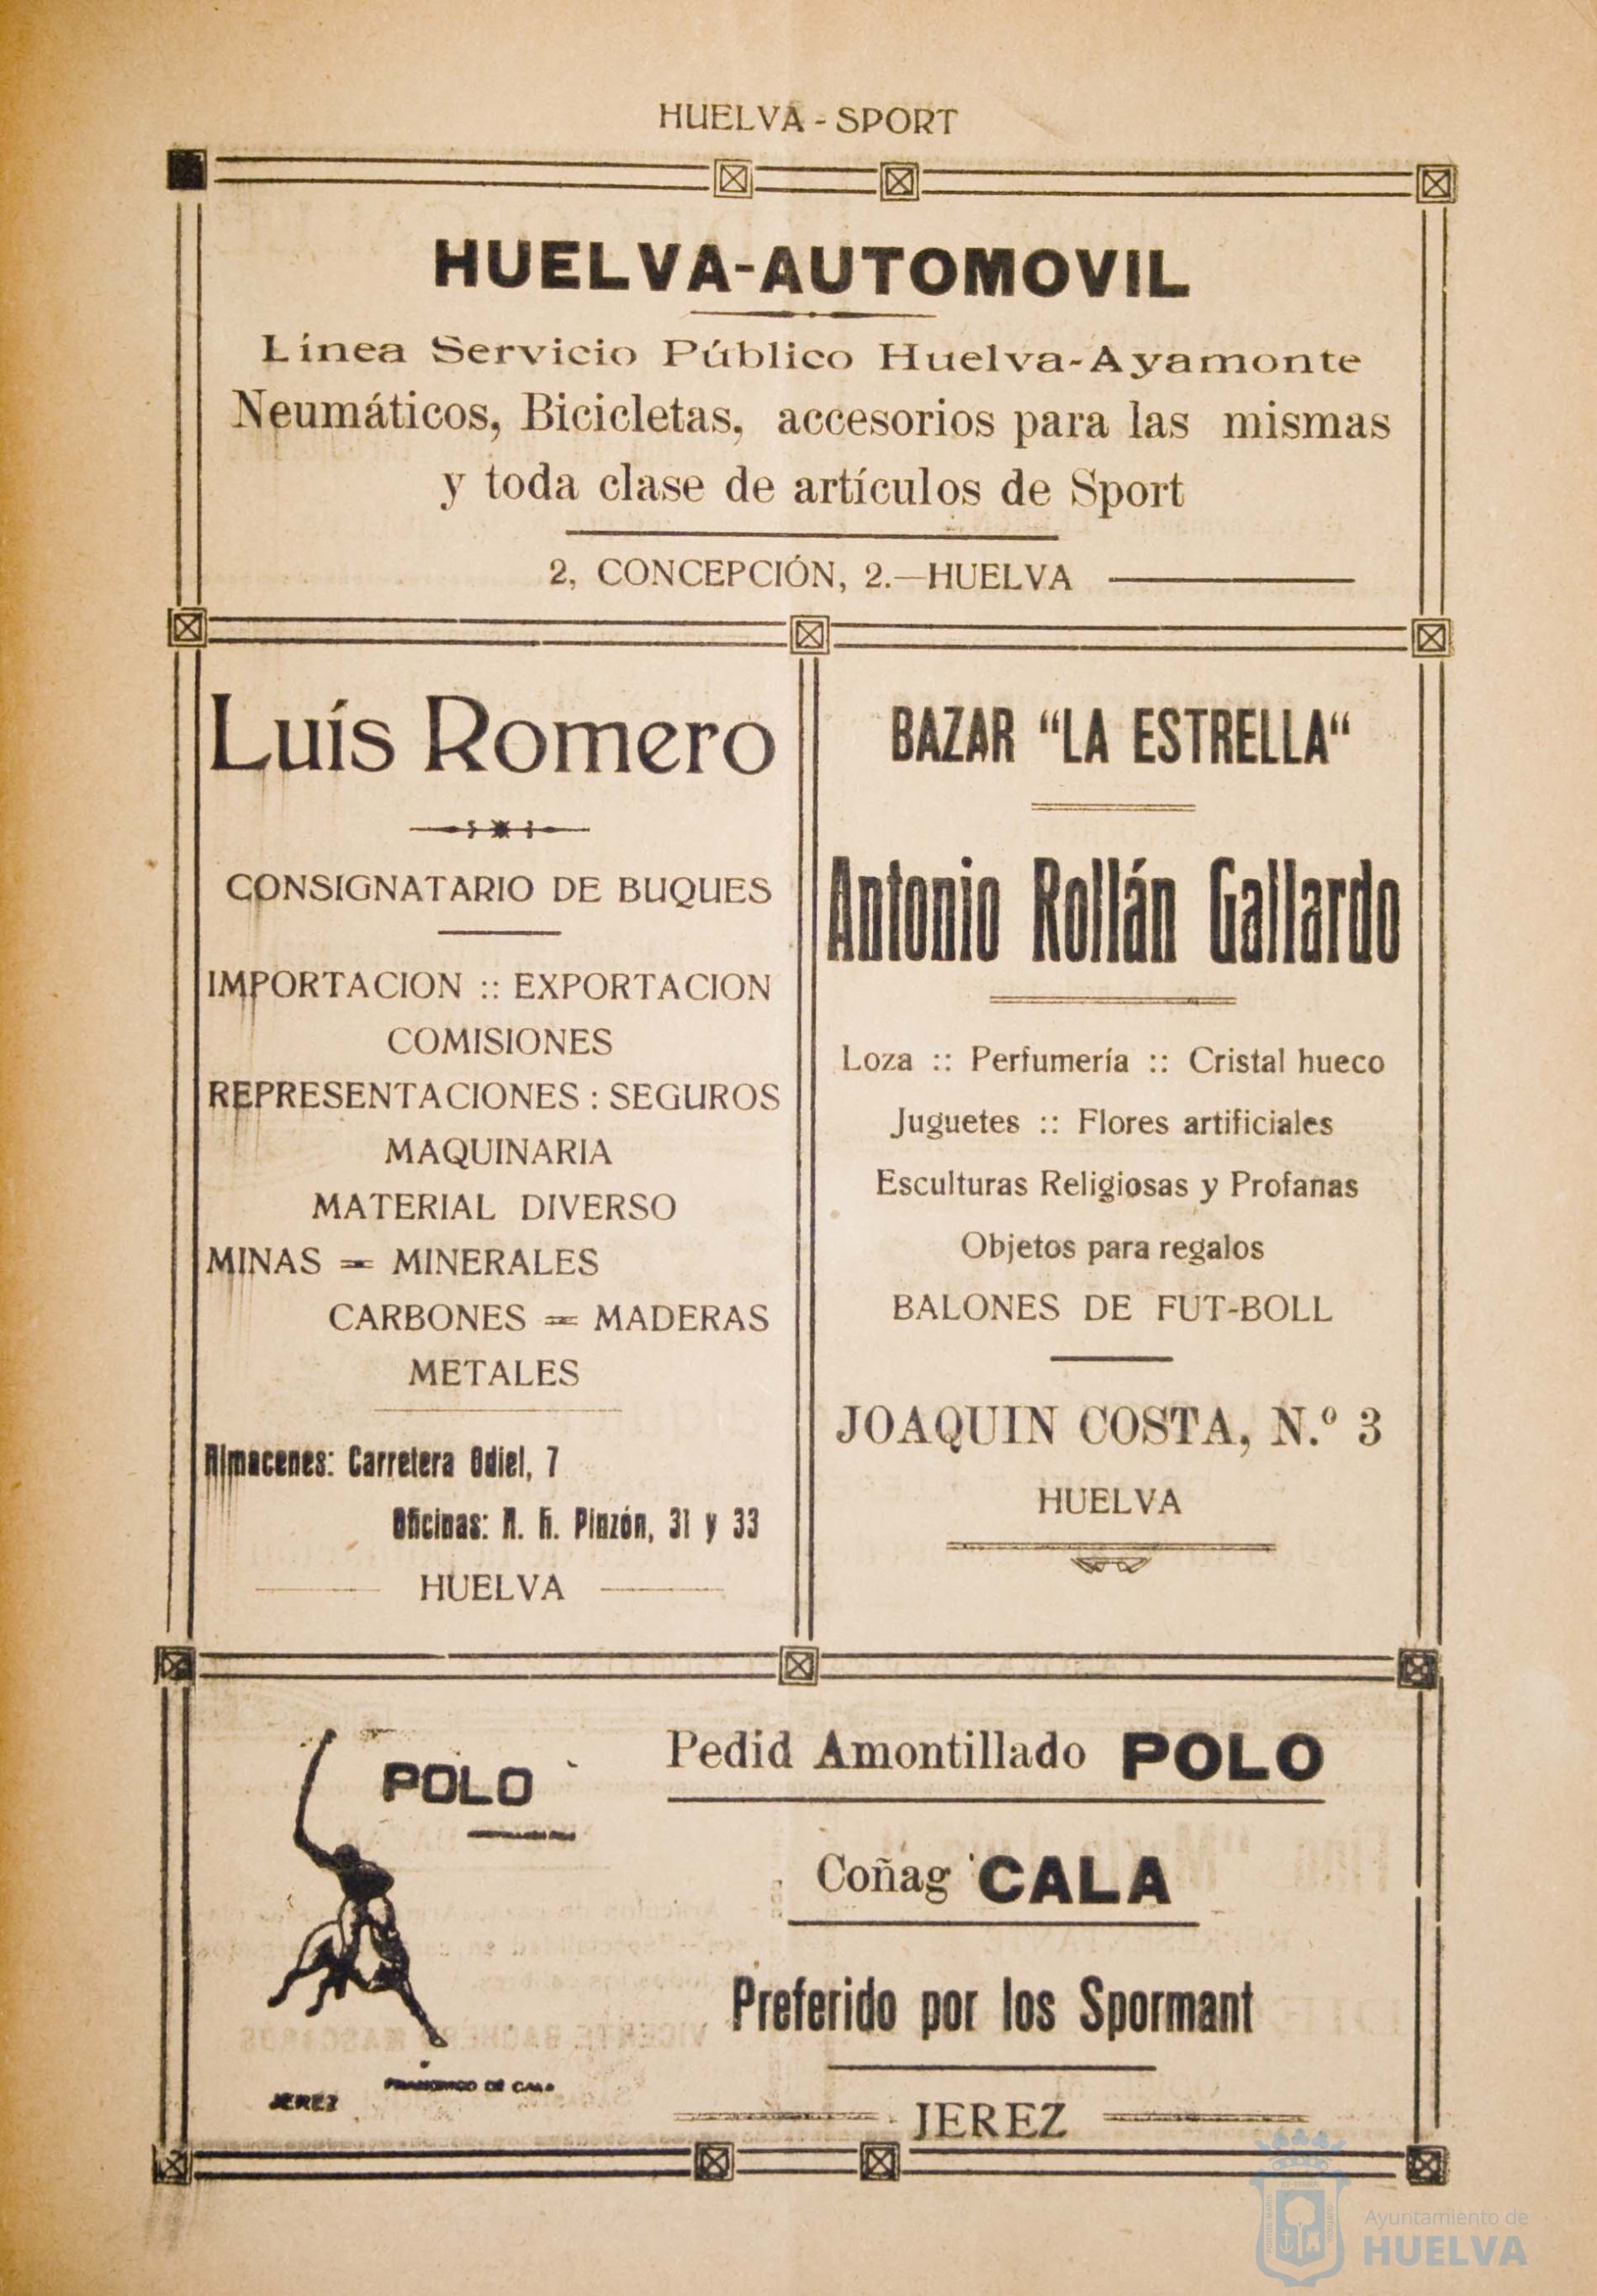 HUELVA - SPORT
HUELVA-AUTOMOVIL
Línea Servicio Público Huelva-Ayamonte
Neumáticos, Bicicletas, accesorios para las mismas
y toda clase de artículos de Sport
2, CONCEPCIÓN, 2.—HUELVA
Luís Romero
CONSIGNATARIO DE BUQUES
IMPORTACION :: EXPORTACION
COMISIONES
REPRESENTACIONES : SEGUROS
MAQUINARIA
MATERIAL DIVERSO
MINAS = MINERALES
CARBONES = MADERAS
METALES
Almacenes: Carretera Odiel, 7
Oficinas: A. H. Pinzón, 31 y 33
HUELVA
BAZAR “LA ESTRELLA“
Antonio Rollán Gallardo
Loza :: Perfumería :: Cristal hueco
Juguetes :: Flores artificiales
Esculturas Religiosas y Profanas
Objetos para regalos
BALONES DE FUT-BOLL
JOAQUIN COSTA, N.º 3
HUELVA
POLO
JEREZ
FRANCISCO DE CALA
Pedid Amontillado POLO
Coñag CALA
Preferido por los Spormant
JEREZ
Ayuntamiento de
HUELVA